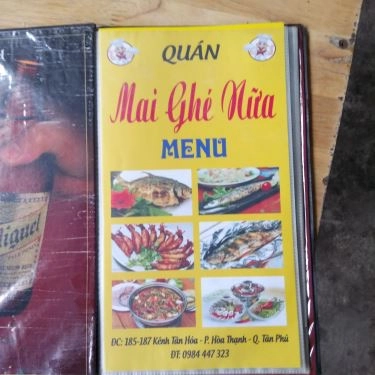 QUÁN
Mai Ghé Nữa
MENU
ĐC: 185-187 Kênh Tân Hóa - P. Hòa Thạnh - Q. Tân Phú
ĐT: 0984 447 323
Miguel